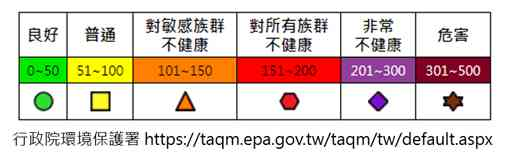 良好 普通 對敏感族群 不健康 對所有族群 不健康 非常 不健康 危害
0~50 51~100 101~150 151~200 201~300 301~500
行政院環境保護署 https://taqm.epa.gov.tw/taqm/tw/default.aspx